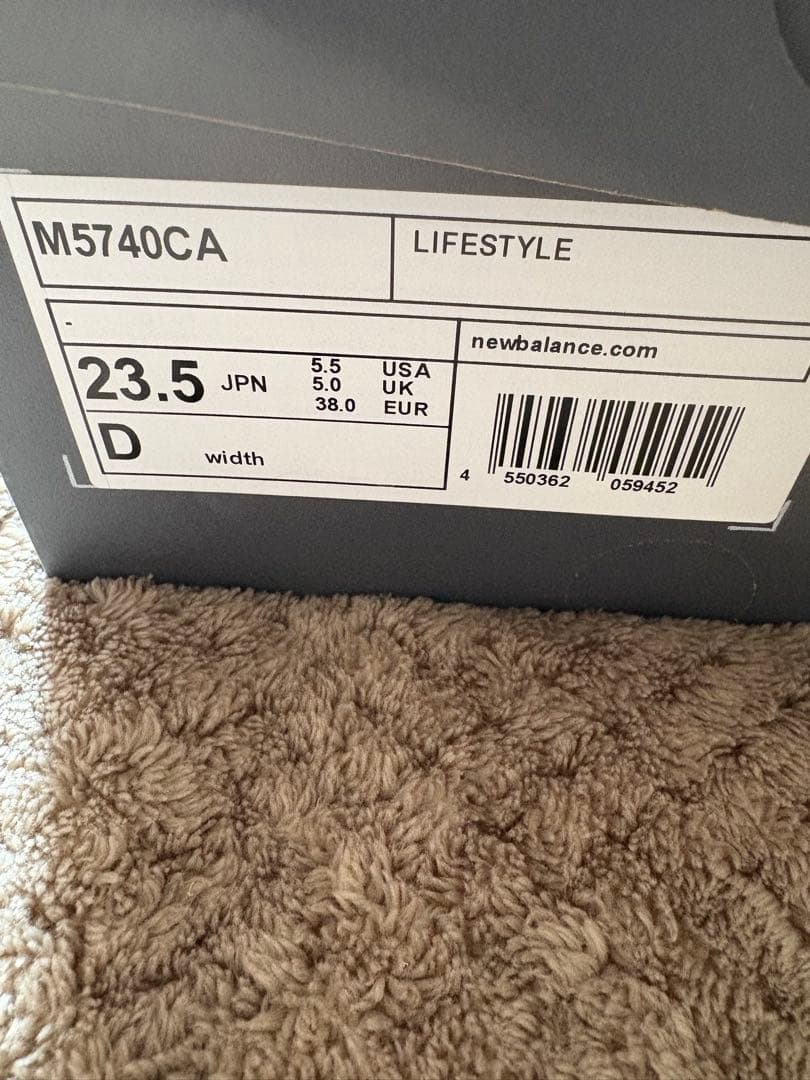 M5740CA
LIFESTYLE
-
newbalance.com
23.5 JPN
5.5 USA
5.0 UK
38.0 EUR
D width
4 550362 059452